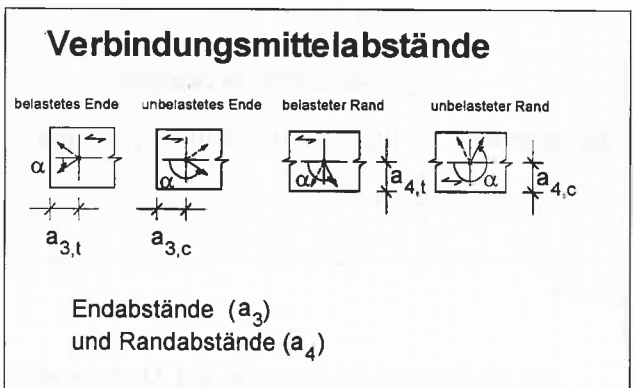 Verbindungsmittelabstände
belastetes Ende unbelastetes Ende belasteter Rand unbelasteter Rand
α α α α
a4,t a4,c
a3,t a3,c
Endabstände (a3)
und Randabstände (a4)